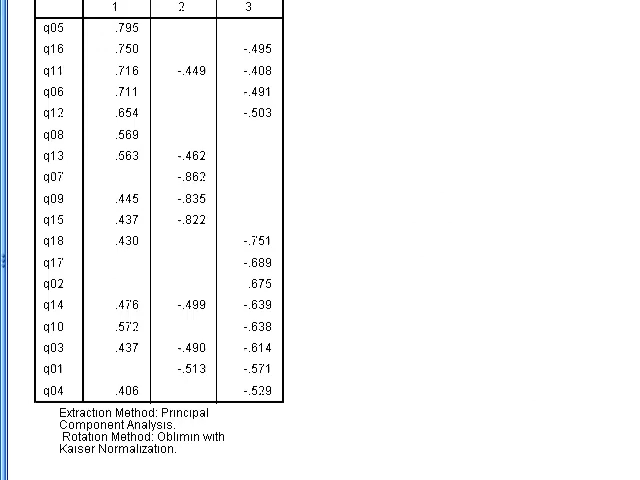 1 2 3
q05 .795
q16 .750 -.495
q11 .716 -.449 -.408
q06 .711 -.491
q12 .654 -.503
q08 .569
q13 .563 -.462
q07 -.862
q09 .445 -.835
q15 .437 -.822
q18 .430 -.751
q17 -.689
q02 .675
q14 .476 -.499 -.639
q10 .572 -.638
q03 .437 -.490 -.614
q01 -.513 -.571
q04 .406 -.529
Extraction Method: Principal
Component Analysis.
Rotation Method: Oblimin with
Kaiser Normalization.